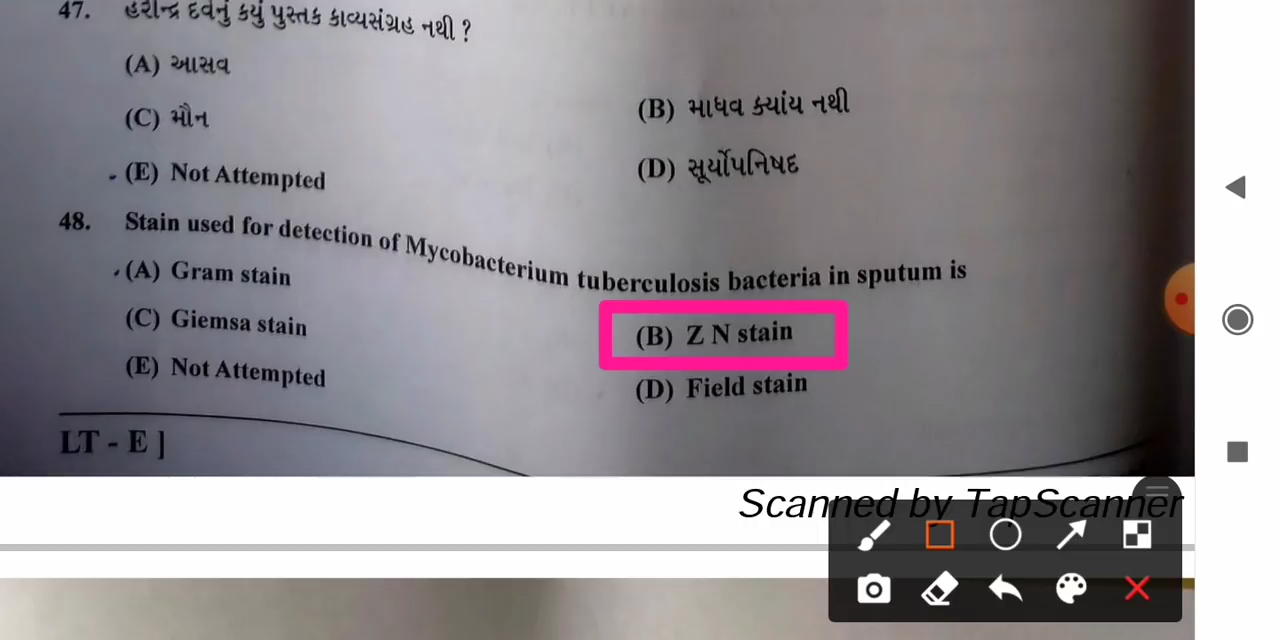 47. હરીન્દ્ર દવેનું કયું પુસ્તક કાવ્યસંગ્રહ નથી ?
(A) આસવ
(B) માધવ ક્યાંય નથી
(C) મૌન
(D) સૂર્યોપનિષદ
(E) Not Attempted
48. Stain used for detection of Mycobacterium tuberculosis bacteria in sputum is
(A) Gram stain
(B) Z N stain
(C) Giemsa stain
(D) Field stain
(E) Not Attempted
LT - E ]
Scanned by TapScanner